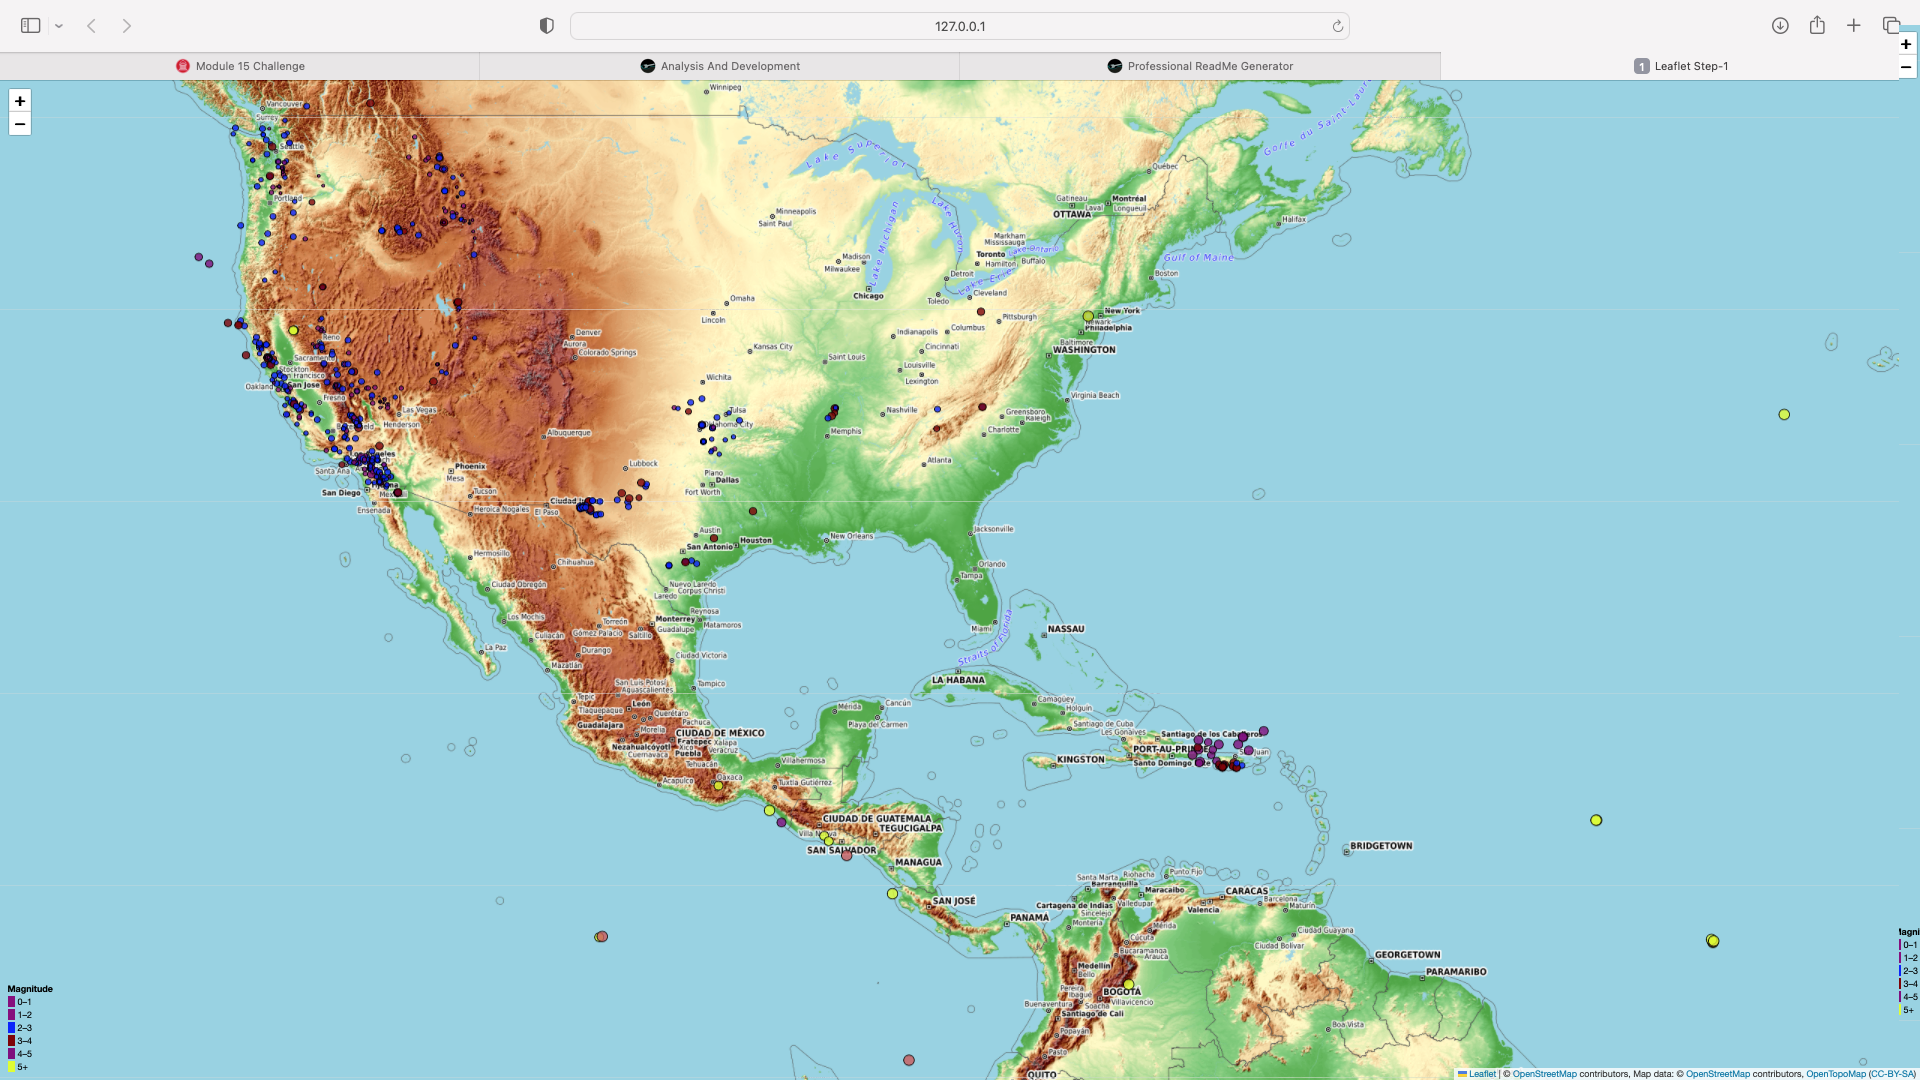 127.0.0.1
Module 15 Challenge
Analysis And Development
Professional ReadMe Generator
1 Leaflet Step-1
+
−
+
−
Winnipeg
Vancouver
Surrey
Seattle
Portland
Lake Superior
Golfe du Saint-Laur
Québec
Gatineau
Montréal
Laval
Longueuil
OTTAWA
Minneapolis
Saint Paul
Halifax
Lake Michigan
Lake Huron
Markham
Mississauga
Lake Ontario
Toronto
Hamilton
Buffalo
Gulf of Maine
Madison
Milwaukee
Detroit
Boston
Lake Erie
Chicago
Toledo
Cleveland
Omaha
Lincoln
New York
Newark
Philadelphia
Pittsburgh
Columbus
Indianapolis
Denver
Aurora
Colorado Springs
Reno
Baltimore
WASHINGTON
Kansas City
Cincinnati
Saint Louis
Sacramento
Louisville
Lexington
Stockton
San Francisco
Oakland
San Jose
Wichita
Virginia Beach
Fresno
Las Vegas
Henderson
Tulsa
Oklahoma City
Nashville
Greensboro
Raleigh
Charlotte
Memphis
Albuquerque
Atlanta
Lubbock
Santa Ana
Phoenix
Mesa
Plano
Dallas
Fort Worth
San Diego
Tucson
Heroica Nogales
El Paso
Ensenada
Austin
San Antonio
Houston
New Orleans
Jacksonville
Hermosillo
Chihuahua
Orlando
Tampa
Ciudad Obregón
Nuevo Laredo
Corpus Christi
Laredo
Los Mochis
Reynosa
Monterrey
Matamoros
Guadalupe
Torreón
Gómez Palacio
Saltillo
Culiacán
Miami
NASSAU
Straits of Florida
La Paz
Durango
Ciudad Victoria
Mazatlán
LA HABANA
San Luis Potosí
Aguascalientes
Tampico
Tepic
León
Tlaquepaque
Querétaro
Guadalajara
Pachuca
Morelia
CIUDAD DE MÉXICO
Nezahualcóyotl
Xalapa
Xico
Veracruz
Cuernavaca
Puebla
Tehuacán
Mérida
Cancún
Playa del Carmen
Camagüey
Holguin
Santiago de Cuba
Les Gonaïves
Santiago de los Caballeros
PORT-AU-PRINCE
Santo Domingo
KINGSTON
Villahermosa
Oaxaca
Acapulco
Tuxtla Gutiérrez
CIUDAD DE GUATEMALA
TEGUCIGALPA
Villa Nueva
SAN SALVADOR
MANAGUA
BRIDGETOWN
SAN JOSÉ
PANAMÁ
Santa Marta
Riohacha
Punto Fijo
Barranquilla
Maracaibo
CARACAS
Barcelona
Maturín
Cartagena de Indias
Valledupar
Valencia
Sincelejo
Montería
Mérida
Cúcuta
Bucaramanga
Arauca
Ciudad Guayana
Ciudad Bolívar
GEORGETOWN
PARAMARIBO
Medellín
Bello
Pereira
Ibagué
BOGOTÁ
Soacha
Villavicencio
Buenaventura
Santiago de Cali
Popayán
Pasto
Boa Vista
QUITO
Magnitude
0–1
1–2
2–3
3–4
4–5
5+
0–1
1–2
2–3
3–4
4–5
5+
Leaflet | © OpenStreetMap contributors, Map data: © OpenStreetMap contributors, OpenTopoMap (CC-BY-SA)